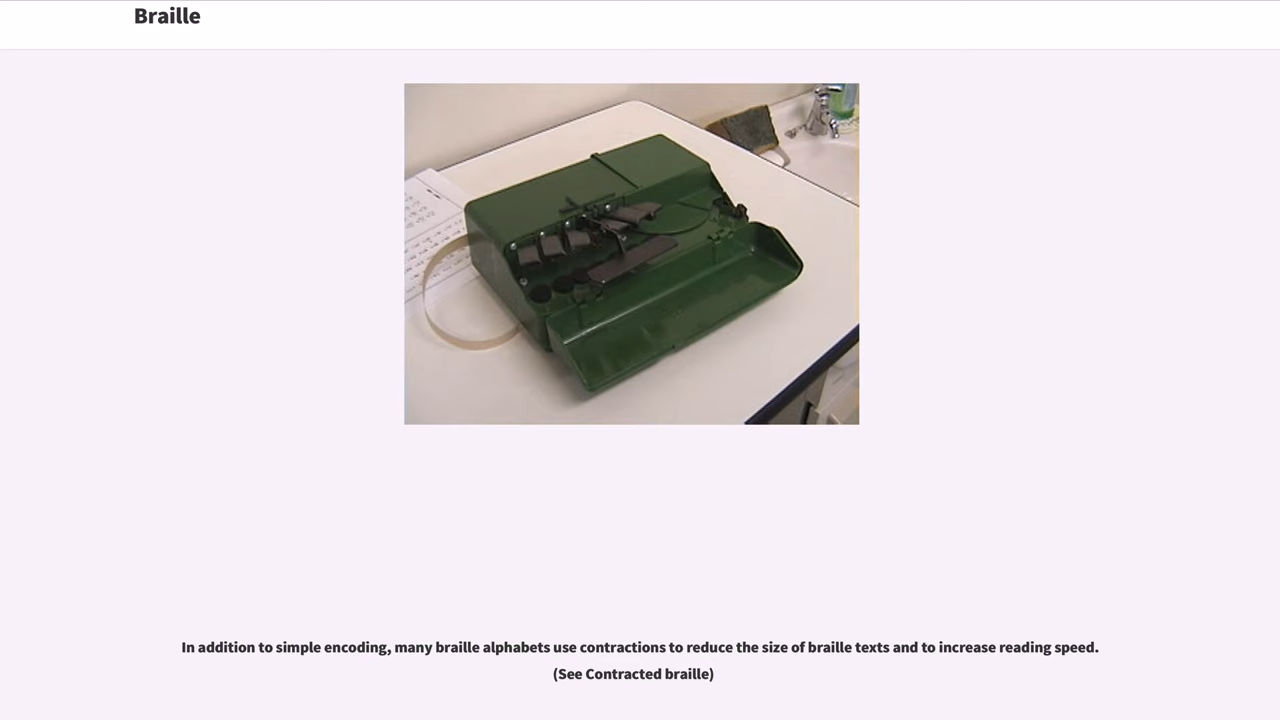 Braille
In addition to simple encoding, many braille alphabets use contractions to reduce the size of braille texts and to increase reading speed.
(See Contracted braille)